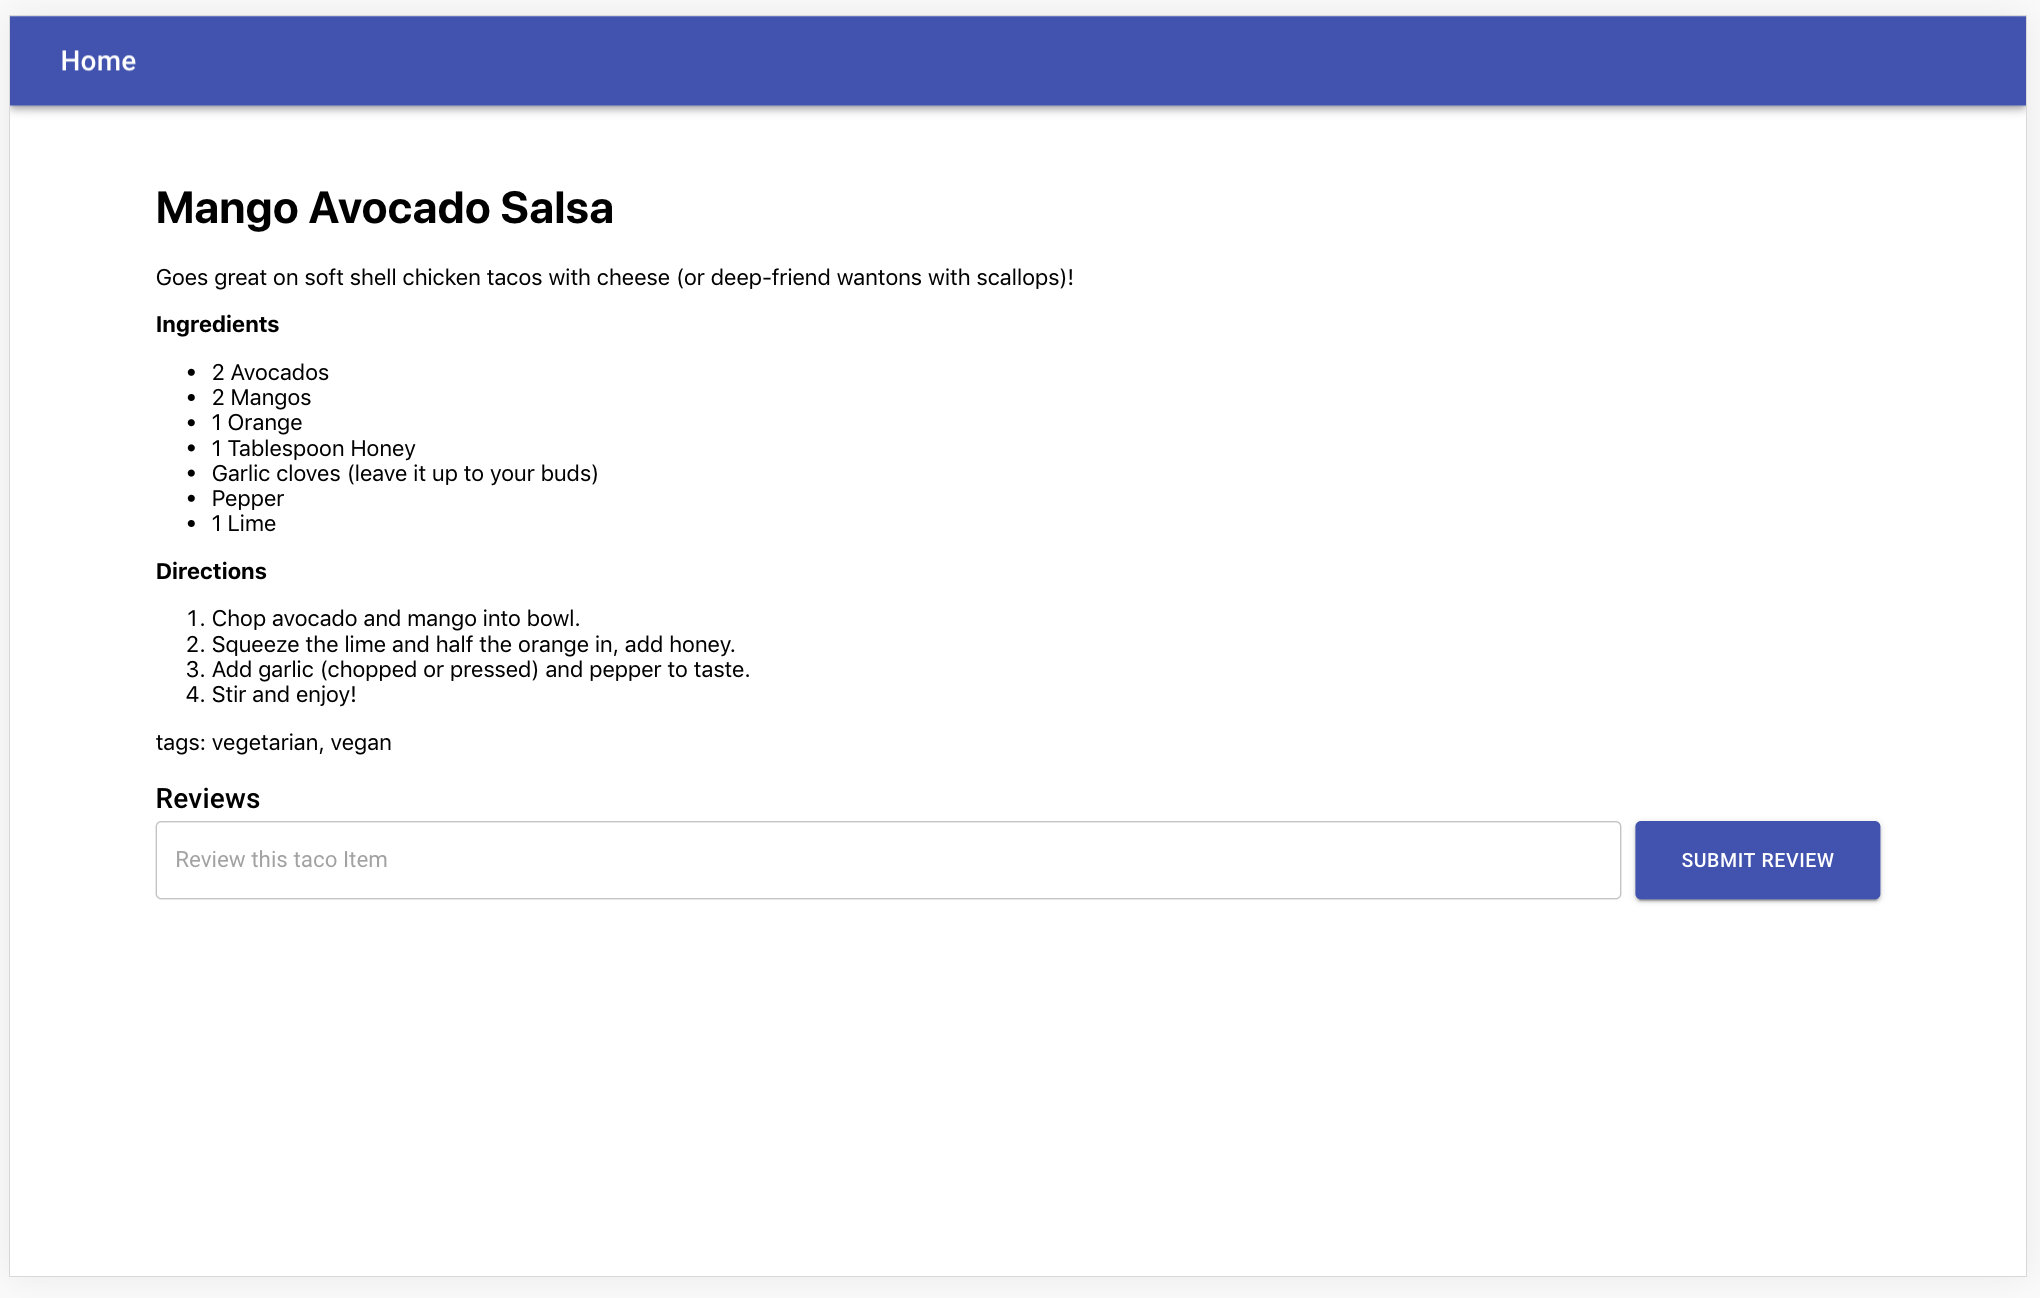 Home
Mango Avocado Salsa
Goes great on soft shell chicken tacos with cheese (or deep-friend wantons with scallops)!
Ingredients
• 2 Avocados
• 2 Mangos
• 1 Orange
• 1 Tablespoon Honey
• Garlic cloves (leave it up to your buds)
• Pepper
• 1 Lime
Directions
1. Chop avocado and mango into bowl.
2. Squeeze the lime and half the orange in, add honey.
3. Add garlic (chopped or pressed) and pepper to taste.
4. Stir and enjoy!
tags: vegetarian, vegan
Reviews
Review this taco Item
SUBMIT REVIEW